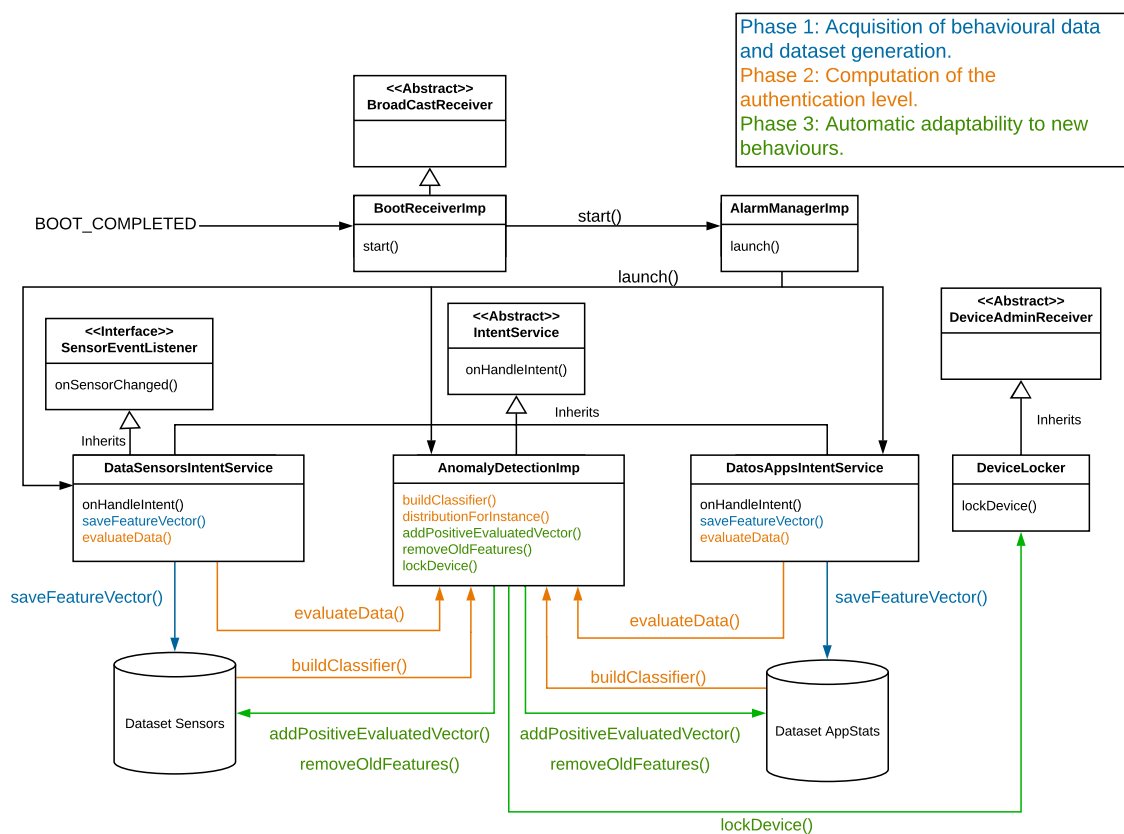 Phase 1: Acquisition of behavioural data
and dataset generation.
Phase 2: Computation of the
authentication level.
Phase 3: Automatic adaptability to new
behaviours.
<<Abstract>>
BroadCastReceiver
BOOT_COMPLETED
BootReceiverImp
start()
start()
AlarmManagerImp
launch()
launch()
<<Interface>>
SensorEventListener
onSensorChanged()
<<Abstract>>
IntentService
onHandleIntent()
<<Abstract>>
DeviceAdminReceiver
Inherits
Inherits
Inherits
DataSensorsIntentService
onHandleIntent()
saveFeatureVector()
evaluateData()
AnomalyDetectionImp
buildClassifier()
distributionForInstance()
addPositiveEvaluatedVector()
removeOldFeatures()
lockDevice()
DatosAppsIntentService
onHandleIntent()
saveFeatureVector()
evaluateData()
DeviceLocker
lockDevice()
saveFeatureVector()
evaluateData()
evaluateData()
saveFeatureVector()
buildClassifier()
buildClassifier()
Dataset Sensors
Dataset AppStats
addPositiveEvaluatedVector()
removeOldFeatures()
addPositiveEvaluatedVector()
removeOldFeatures()
lockDevice()